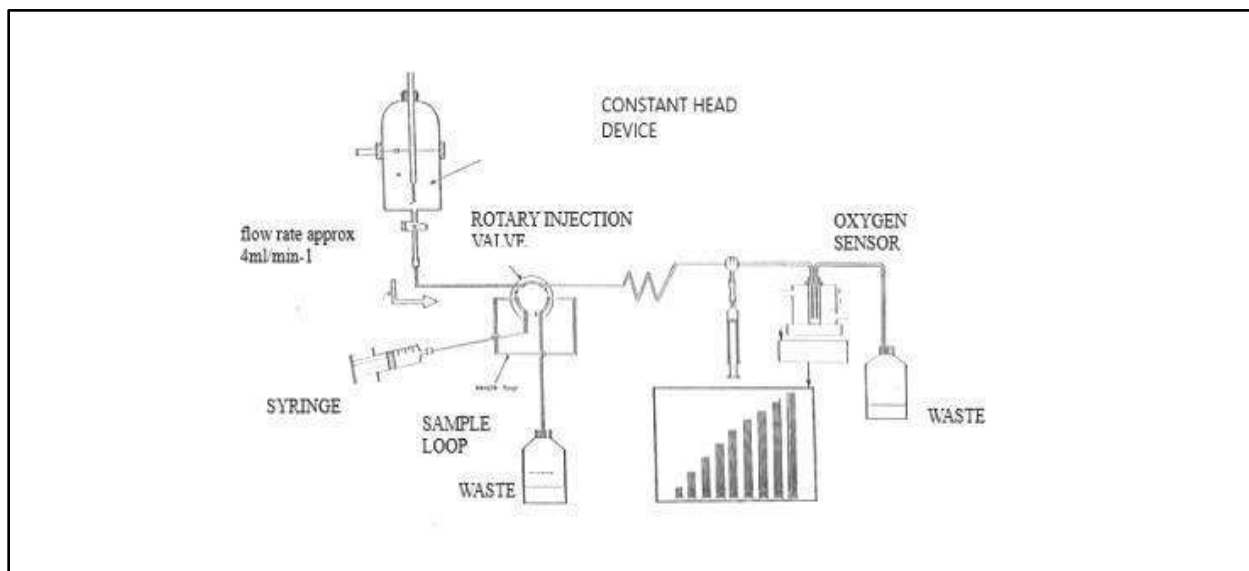 CONSTANT HEAD
DEVICE
ROTARY INJECTION
VALVE
OXYGEN
SENSOR
flow rate approx
4ml/min-1
SYRINGE
SAMPLE
LOOP
WASTE
WASTE